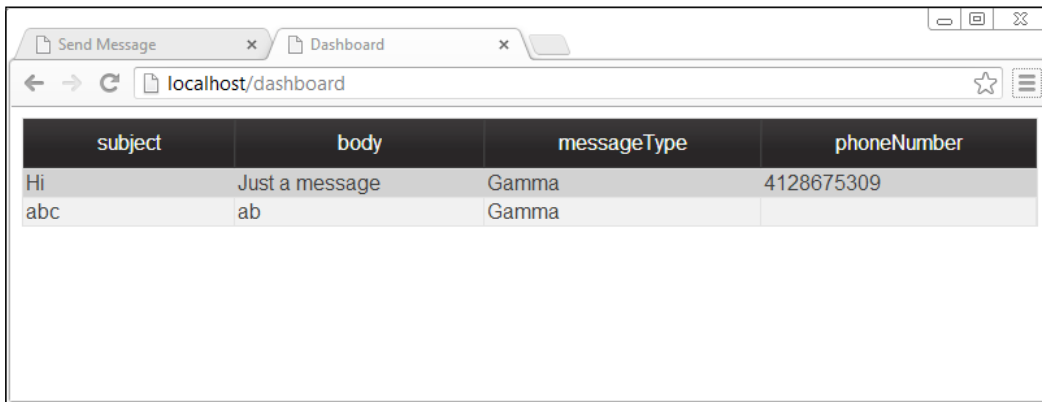 Send Message Dashboard
localhost/dashboard
subject body messageType phoneNumber
Hi Just a message Gamma 4128675309
abc ab Gamma